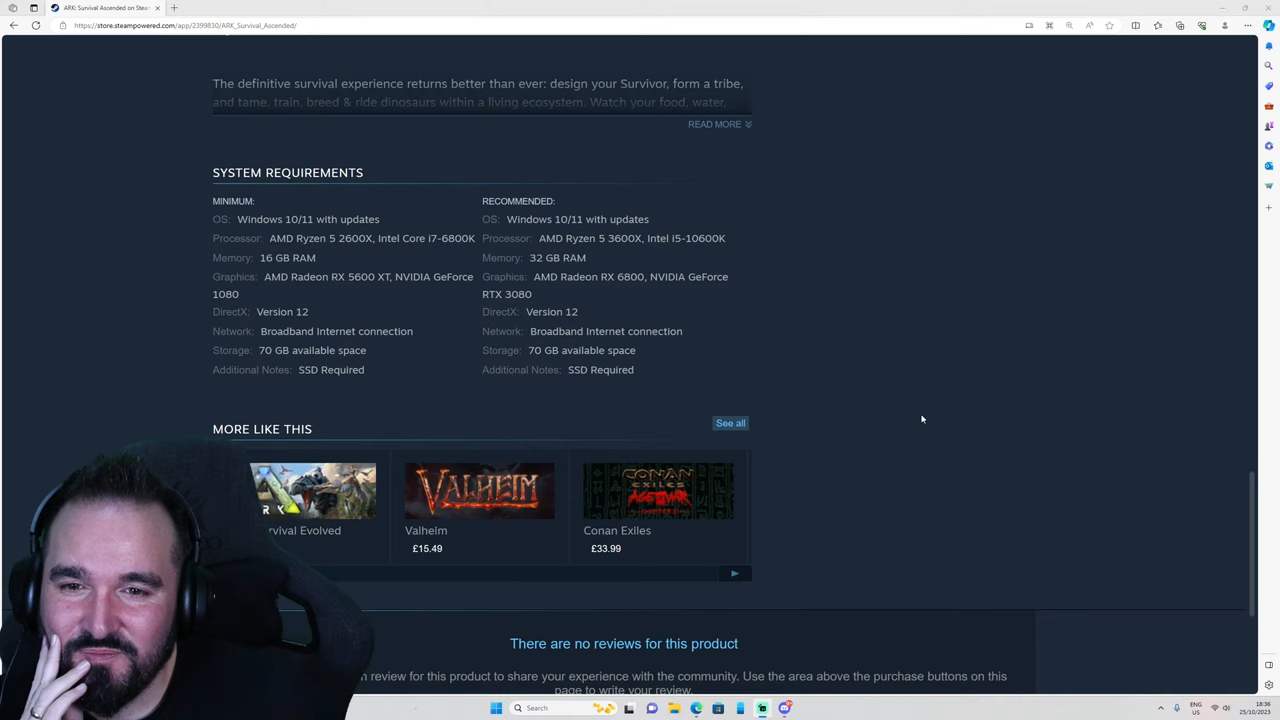 ARK: Survival Ascended on Steam
https://store.steampowered.com/app/2399830/ARK_Survival_Ascended/
The definitive survival experience returns better than ever: design your Survivor, form a tribe,
and tame, train, breed & ride dinosaurs within a living ecosystem. Watch your food, water,
READ MORE
SYSTEM REQUIREMENTS
MINIMUM:
OS: Windows 10/11 with updates
Processor: AMD Ryzen 5 2600X, Intel Core i7-6800K
Memory: 16 GB RAM
Graphics: AMD Radeon RX 5600 XT, NVIDIA GeForce
1080
DirectX: Version 12
Network: Broadband Internet connection
Storage: 70 GB available space
Additional Notes: SSD Required
RECOMMENDED:
OS: Windows 10/11 with updates
Processor: AMD Ryzen 5 3600X, Intel i5-10600K
Memory: 32 GB RAM
Graphics: AMD Radeon RX 6800, NVIDIA GeForce
RTX 3080
DirectX: Version 12
Network: Broadband Internet connection
Storage: 70 GB available space
Additional Notes: SSD Required
MORE LIKE THIS
See all
VALHEIM
CONAN
EXILES
AGE OF WAR
rvival Evolved
Valheim
£15.49
Conan Exiles
£33.99
There are no reviews for this product
n review for this product to share your experience with the community. Use the area above the purchase buttons on this
page to write your review.
Search
ENG
US
18:36
25/10/2023